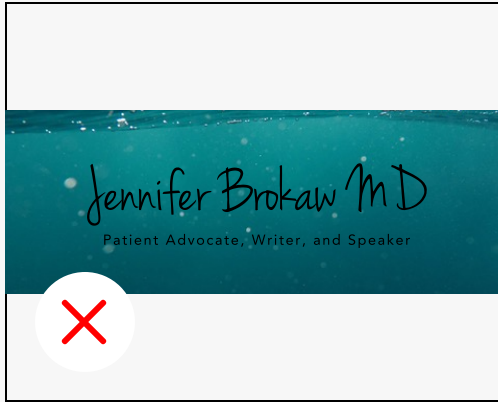 Jennifer Brokaw MD
Patient Advocate, Writer, and Speaker